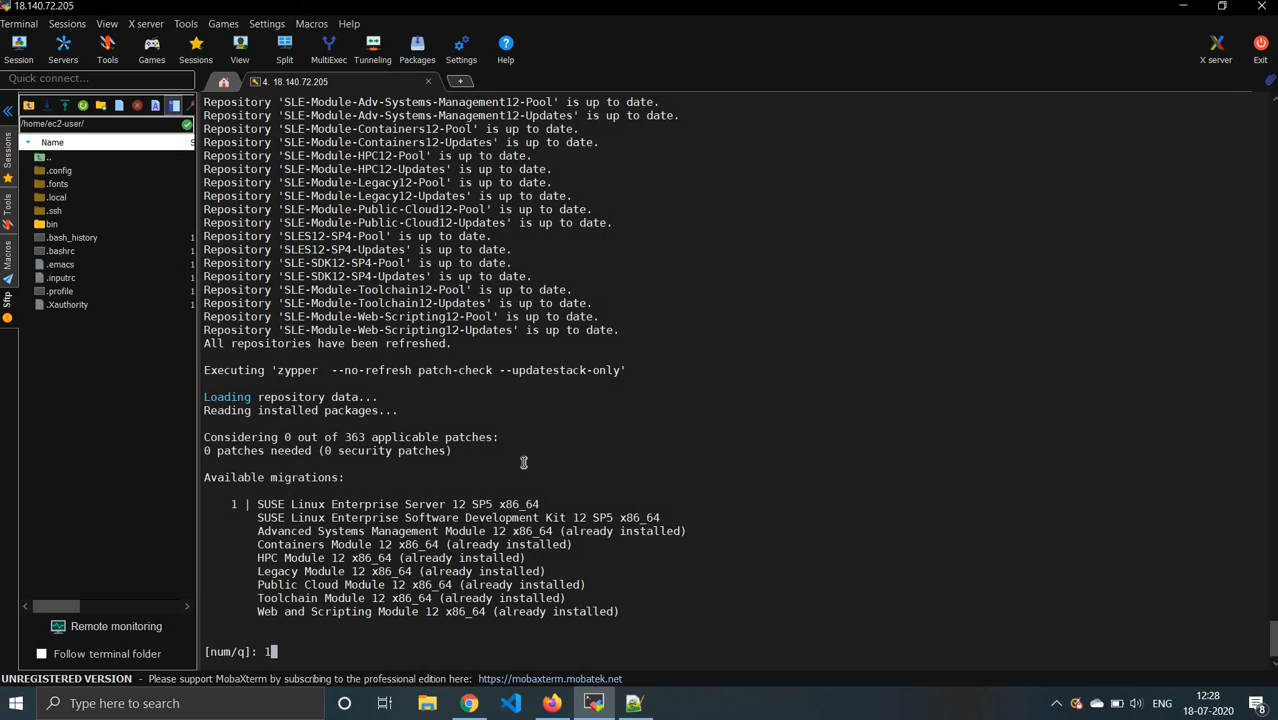 18.140.72.205
Terminal Sessions View X server Tools Games Settings Macros Help
Session Servers Tools Games Sessions View Split MultiExec Tunneling Packages Settings Help X server Exit
Quick connect...
4. 18.140.72.205
/home/ec2-user/
Name S
..
.config
.fonts
.local
.ssh
bin
.bash_history 1
.bashrc 1
.emacs 1
.inputrc 1
.profile 1
.Xauthority 1
Sessions
Tools
Macros
Sftp
Remote monitoring
Follow terminal folder
Repository 'SLE-Module-Adv-Systems-Management12-Pool' is up to date.
Repository 'SLE-Module-Adv-Systems-Management12-Updates' is up to date.
Repository 'SLE-Module-Containers12-Pool' is up to date.
Repository 'SLE-Module-Containers12-Updates' is up to date.
Repository 'SLE-Module-HPC12-Pool' is up to date.
Repository 'SLE-Module-HPC12-Updates' is up to date.
Repository 'SLE-Module-Legacy12-Pool' is up to date.
Repository 'SLE-Module-Legacy12-Updates' is up to date.
Repository 'SLE-Module-Public-Cloud12-Pool' is up to date.
Repository 'SLE-Module-Public-Cloud12-Updates' is up to date.
Repository 'SLES12-SP4-Pool' is up to date.
Repository 'SLES12-SP4-Updates' is up to date.
Repository 'SLE-SDK12-SP4-Pool' is up to date.
Repository 'SLE-SDK12-SP4-Updates' is up to date.
Repository 'SLE-Module-Toolchain12-Pool' is up to date.
Repository 'SLE-Module-Toolchain12-Updates' is up to date.
Repository 'SLE-Module-Web-Scripting12-Pool' is up to date.
Repository 'SLE-Module-Web-Scripting12-Updates' is up to date.
All repositories have been refreshed.
Executing 'zypper  --no-refresh patch-check --updatestack-only'
Loading repository data...
Reading installed packages...
Considering 0 out of 363 applicable patches:
0 patches needed (0 security patches)
Available migrations:
1 | SUSE Linux Enterprise Server 12 SP5 x86_64
SUSE Linux Enterprise Software Development Kit 12 SP5 x86_64
Advanced Systems Management Module 12 x86_64 (already installed)
Containers Module 12 x86_64 (already installed)
HPC Module 12 x86_64 (already installed)
Legacy Module 12 x86_64 (already installed)
Public Cloud Module 12 x86_64 (already installed)
Toolchain Module 12 x86_64 (already installed)
Web and Scripting Module 12 x86_64 (already installed)
[num/q]: 1
UNREGISTERED VERSION - Please support MobaXterm by subscribing to the professional edition here: https://mobaxterm.mobatek.net
Type here to search
ENG
12:28
18-07-2020
8